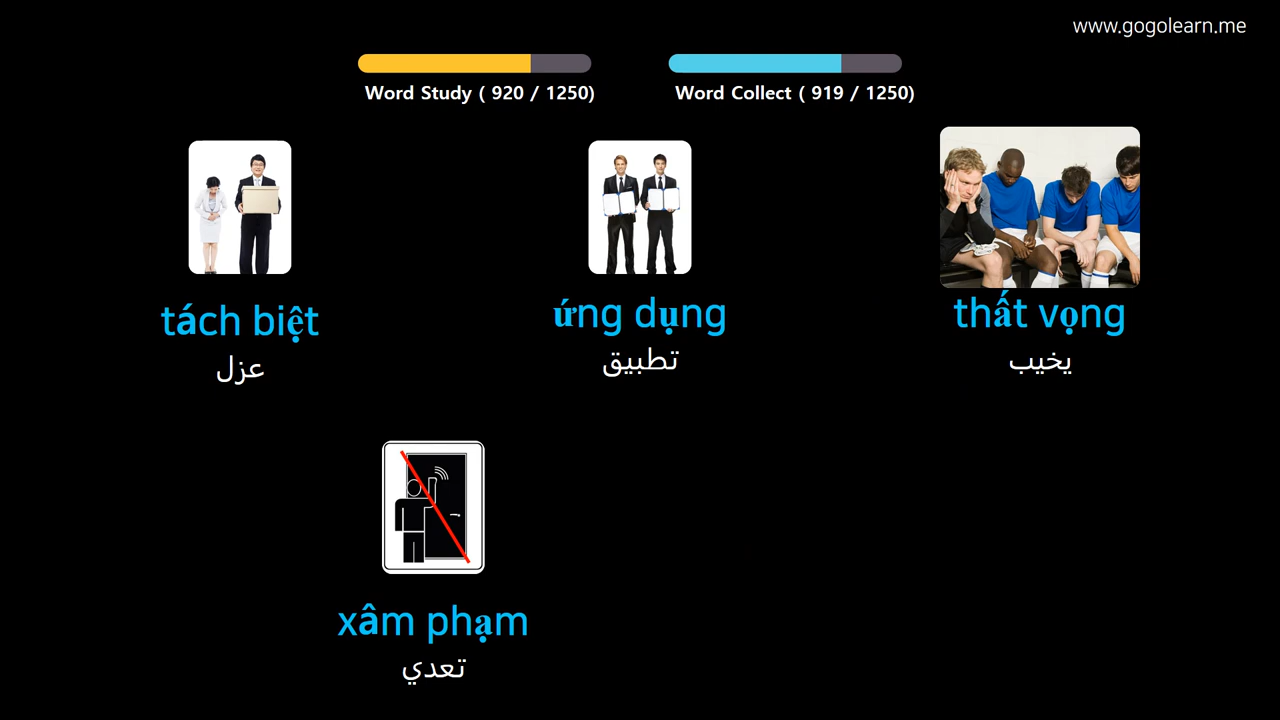 www.gogolearn.me
Word Study ( 920 / 1250)
Word Collect ( 919 / 1250)
tách biệt
عزل
ứng dụng
تطبيق
thất vọng
يخيب
xâm phạm
تعدي